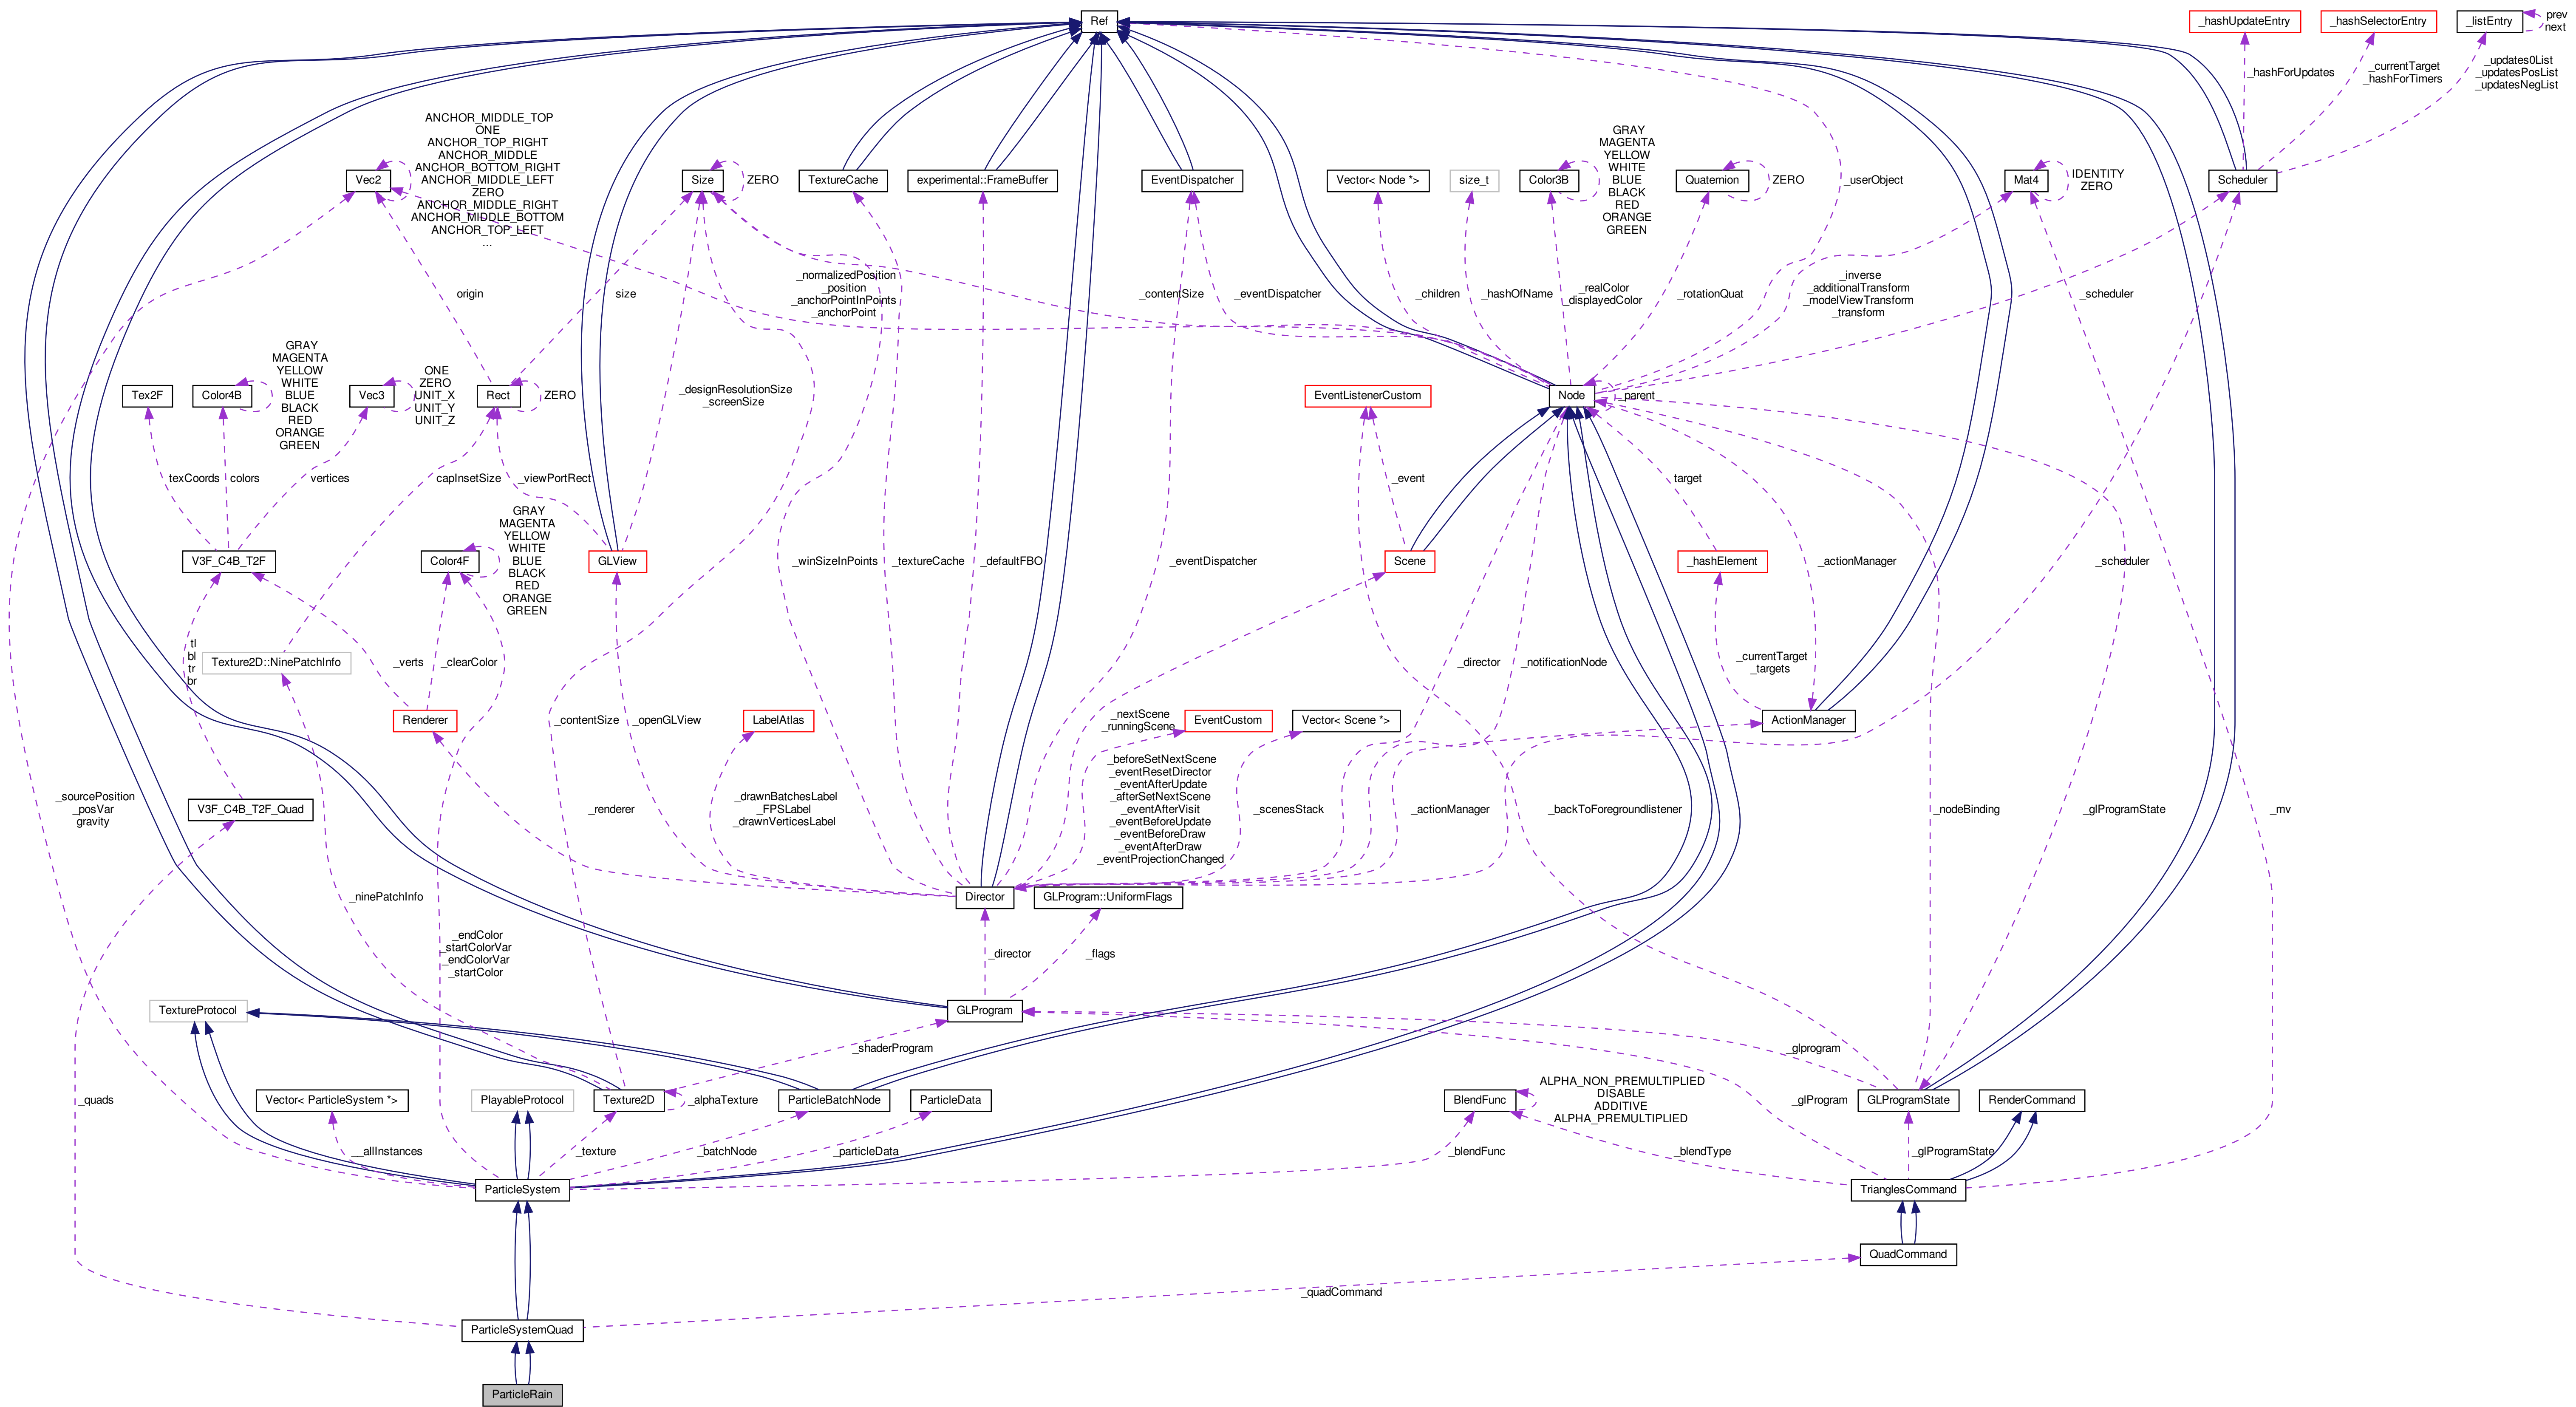 Ref
_hashUpdateEntry
_hashSelectorEntry
_listEntry
prev
next
_hashForUpdates
_currentTarget
_hashForTimers
_updates0List
_updatesPosList
_updatesNegList
ANCHOR_MIDDLE_TOP
ONE
ANCHOR_TOP_RIGHT
ANCHOR_MIDDLE
ANCHOR_BOTTOM_RIGHT
ANCHOR_MIDDLE_LEFT
ZERO
ANCHOR_MIDDLE_RIGHT
ANCHOR_MIDDLE_BOTTOM
ANCHOR_TOP_LEFT
...
Vec2
Size
ZERO
TextureCache
experimental::FrameBuffer
EventDispatcher
Vector< Node *>
size_t
Color3B
GRAY
MAGENTA
YELLOW
WHITE
BLUE
BLACK
RED
ORANGE
GREEN
Quaternion
ZERO
_userObject
Mat4
IDENTITY
ZERO
Scheduler
origin
size
_normalizedPosition
_position
_anchorPointInPoints
_anchorPoint
_contentSize
_eventDispatcher
_children
_hashOfName
_realColor
_displayedColor
_rotationQuat
_inverse
_additionalTransform
_modelViewTransform
_transform
_scheduler
Tex2F
Color4B
GRAY
MAGENTA
YELLOW
WHITE
BLUE
BLACK
RED
ORANGE
GREEN
Vec3
ONE
ZERO
UNIT_X
UNIT_Y
UNIT_Z
Rect
ZERO
_designResolutionSize
_screenSize
EventListenerCustom
Node
_parent
texCoords
colors
vertices
capInsetSize
_viewPortRect
_event
target
V3F_C4B_T2F
Color4F
GRAY
MAGENTA
YELLOW
WHITE
BLUE
BLACK
RED
ORANGE
GREEN
GLView
_winSizeInPoints
_textureCache
_defaultFBO
_eventDispatcher
Scene
_hashElement
_actionManager
_scheduler
tl
bl
tr
br
Texture2D::NinePatchInfo
_verts
_clearColor
_director
_notificationNode
_currentTarget
_targets
Renderer
_contentSize
_openGLView
LabelAtlas
_nextScene
_runningScene
EventCustom
Vector< Scene *>
ActionManager
_sourcePosition
_posVar
gravity
V3F_C4B_T2F_Quad
_renderer
_drawnBatchesLabel
_FPSLabel
_drawnVerticesLabel
_beforeSetNextScene
_eventResetDirector
_eventAfterUpdate
_afterSetNextScene
_eventAfterVisit
_eventBeforeUpdate
_eventBeforeDraw
_eventAfterDraw
_eventProjectionChanged
_scenesStack
_actionManager
_backToForegroundlistener
_nodeBinding
_glProgramState
_mv
_ninePatchInfo
Director
GLProgram::UniformFlags
_endColor
_startColorVar
_endColorVar
_startColor
_director
_flags
TextureProtocol
GLProgram
_shaderProgram
_glprogram
_quads
Vector< ParticleSystem *>
PlayableProtocol
Texture2D
_alphaTexture
ParticleBatchNode
ParticleData
BlendFunc
ALPHA_NON_PREMULTIPLIED
DISABLE
ADDITIVE
ALPHA_PREMULTIPLIED
_glProgram
GLProgramState
RenderCommand
__allInstances
_texture
_batchNode
_particleData
_blendFunc
_blendType
_glProgramState
ParticleSystem
TrianglesCommand
QuadCommand
_quadCommand
ParticleSystemQuad
ParticleRain